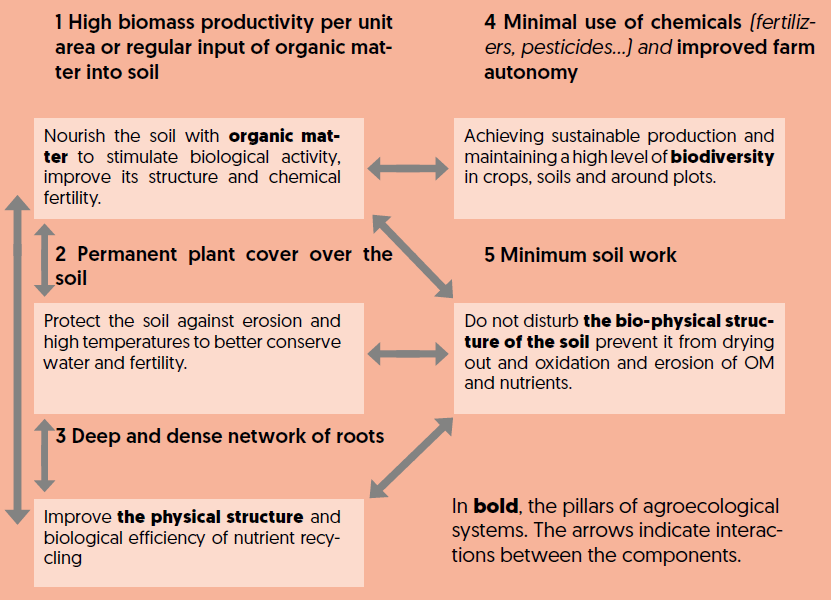 1 High biomass productivity per unit
area or regular input of organic mat-
ter into soil
Nourish the soil with organic mat-
ter to stimulate biological activity,
improve its structure and chemical
fertility.
2 Permanent plant cover over the
soil
Protect the soil against erosion and
high temperatures to better conserve
water and fertility.
3 Deep and dense network of roots
Improve the physical structure and
biological efficiency of nutrient recy-
cling
4 Minimal use of chemicals (fertiliz-
ers, pesticides...) and improved farm
autonomy
Achieving sustainable production and
maintaining a high level of biodiversity
in crops, soils and around plots.
5 Minimum soil work
Do not disturb the bio-physical struc-
ture of the soil prevent it from drying
out and oxidation and erosion of OM
and nutrients.
In bold, the pillars of agroecological
systems. The arrows indicate interac-
tions between the components.